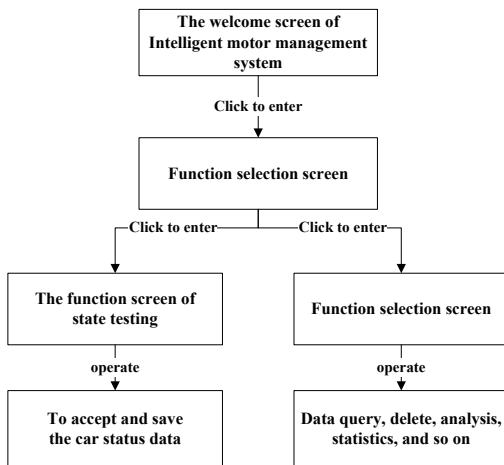 The welcome screen of
Intelligent motor management
system
Click to enter
Function selection screen
Click to enter
Click to enter
The function screen of
state testing
Function selection screen
operate
operate
To accept and save
the car status data
Data query, delete, analysis,
statistics, and so on